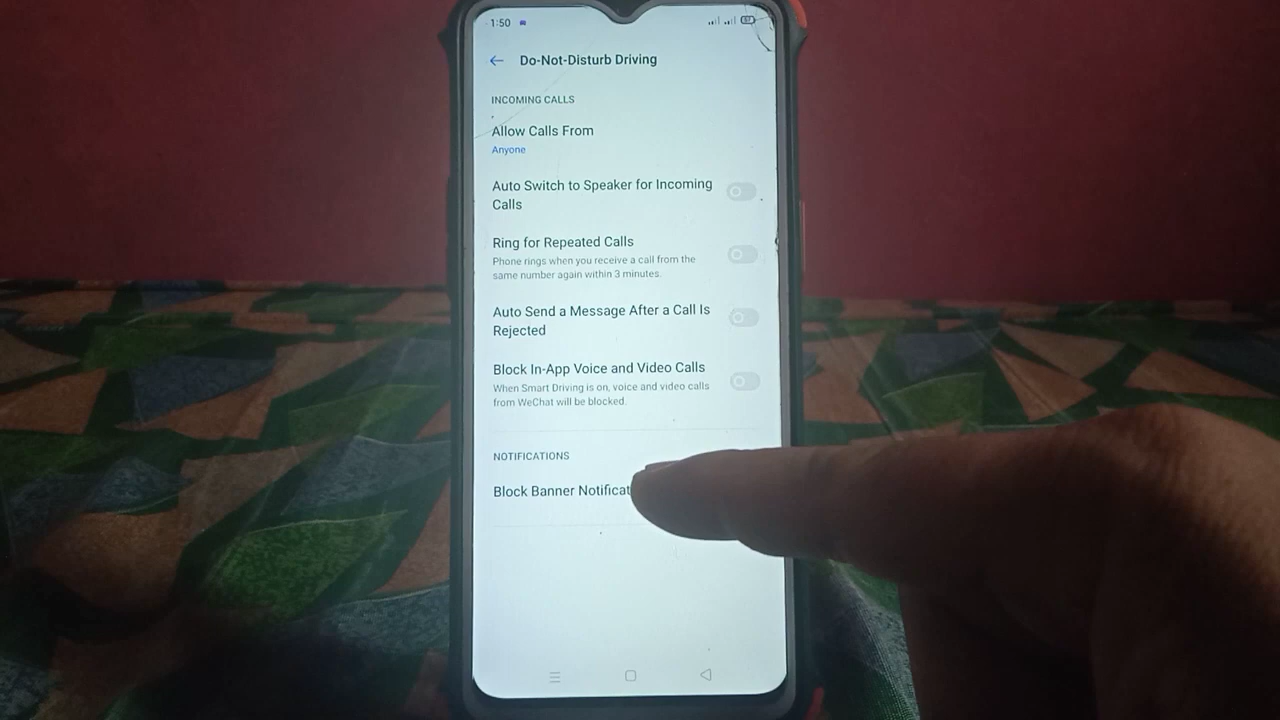 1:50
Do-Not-Disturb Driving
INCOMING CALLS
Allow Calls From
Anyone
Auto Switch to Speaker for Incoming
Calls
Ring for Repeated Calls
Phone rings when you receive a call from the
same number again within 3 minutes.
Auto Send a Message After a Call Is
Rejected
Block In-App Voice and Video Calls
When Smart Driving is on, voice and video calls
from WeChat will be blocked.
NOTIFICATIONS
Block Banner